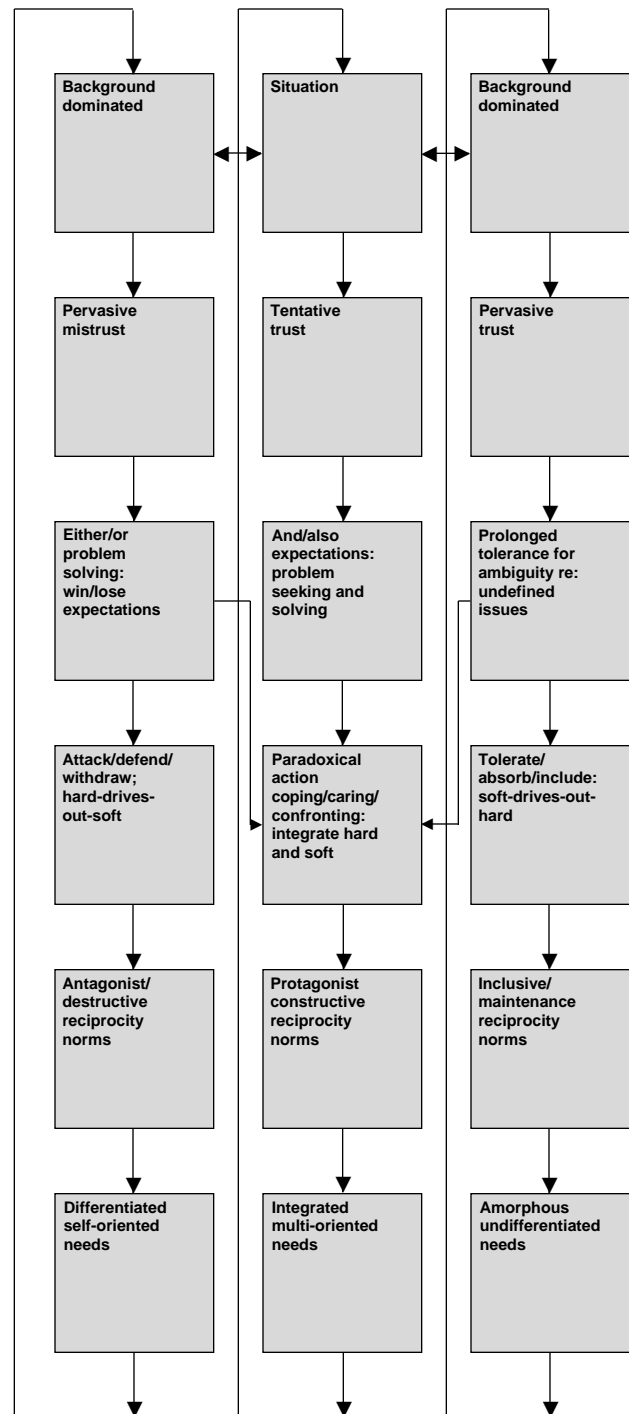 Background
dominated
Situation
Background
dominated
Pervasive
mistrust
Tentative
trust
Pervasive
trust
Either/or
problem
solving:
win/lose
expectations
And/also
expectations:
problem
seeking and
solving
Prolonged
tolerance for
ambiguity re:
undefined
issues
Attack/defend/
withdraw;
hard-drives-
out-soft
Paradoxical
action
coping/caring/
confronting:
integrate hard
and soft
Tolerate/
absorb/include:
soft-drives-out-
hard
Antagonist/
destructive
reciprocity
norms
Protagonist
constructive
reciprocity
norms
Inclusive/
maintenance
reciprocity
norms
Differentiated
self-oriented
needs
Integrated
multi-oriented
needs
Amorphous
undifferentiated
needs